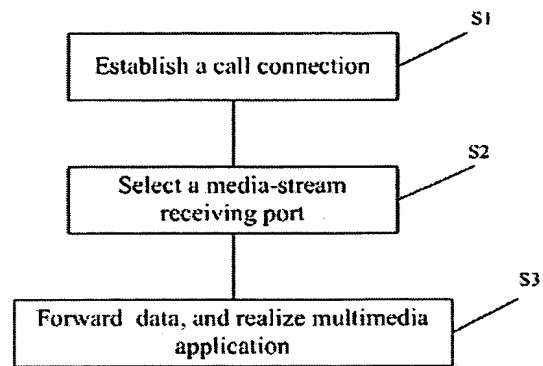 S1
Establish a call connection
S2
Select a media-stream
receiving port
S3
Forward data, and realize multimedia
application